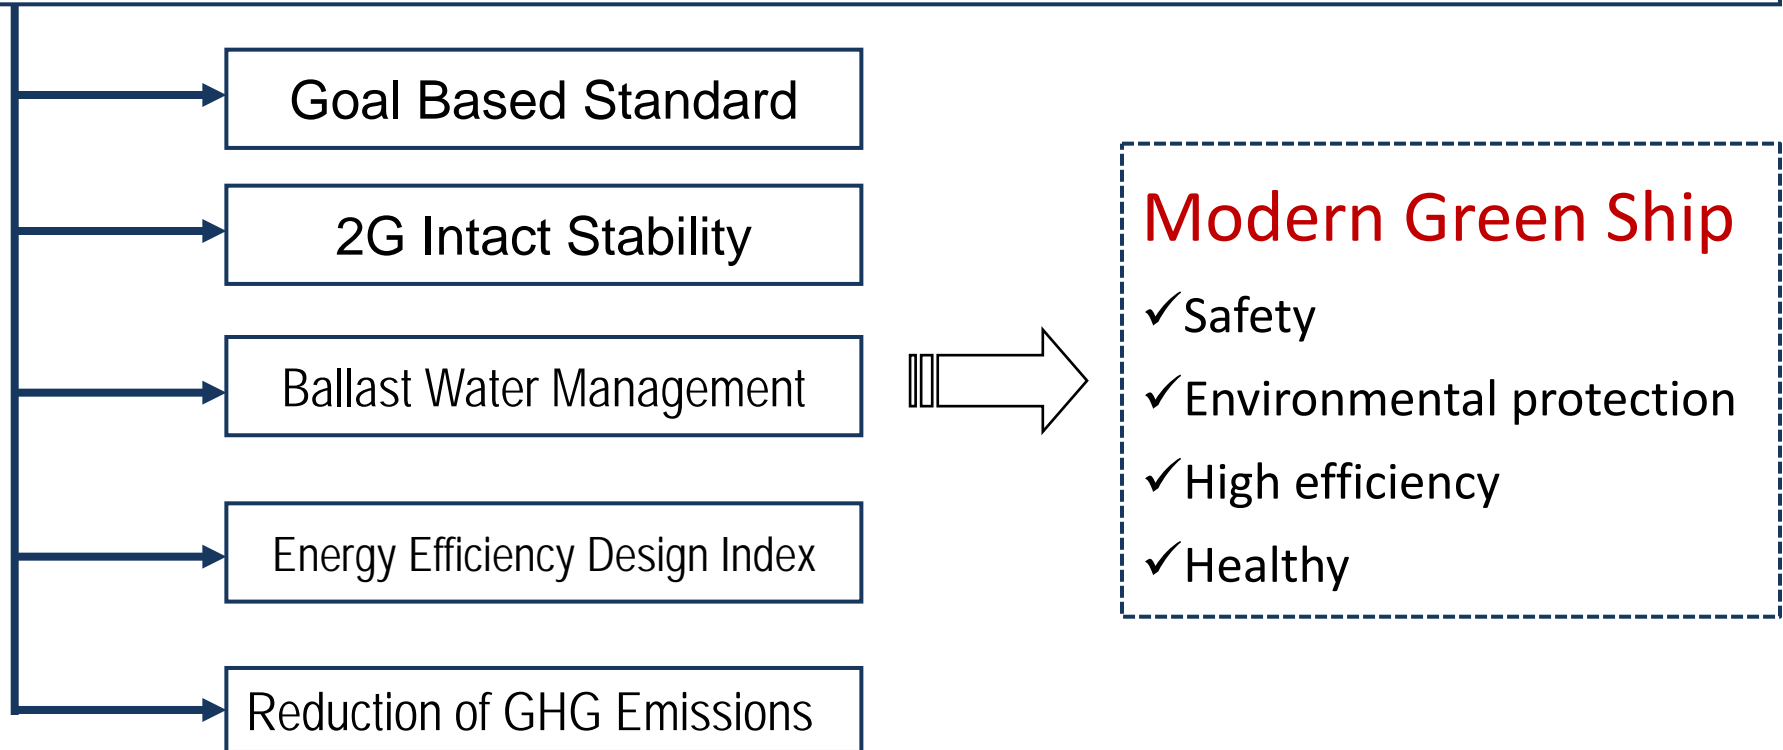 Goal Based Standard
2G Intact Stability
Ballast Water Management
Energy Efficiency Design Index
Reduction of GHG Emissions
Modern Green Ship
✓Safety
✓Environmental protection
✓High efficiency
✓Healthy